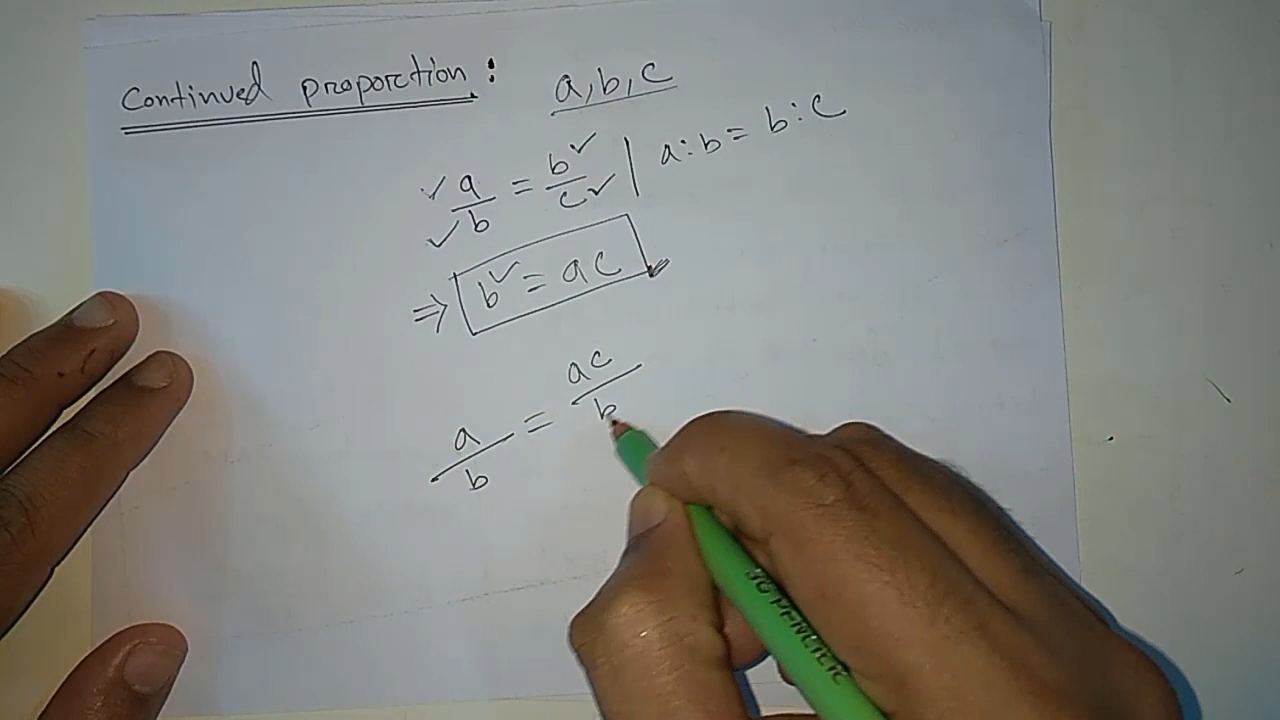 Continued proportion : a, b, c
a/b = b/c | a:b = b:c
⇒ b² = ac
a/b = ac/b